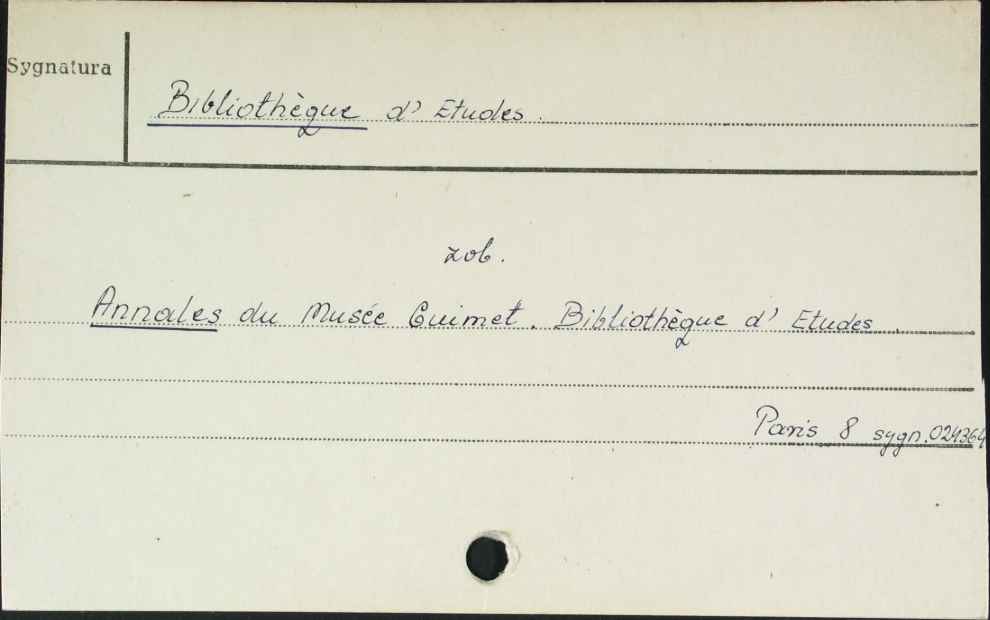 Sygnatura
Bibliothèque d' Etudes.
zob.
Annales du Musée Guimet. Bibliothèque d' Etudes.
Paris 8 sygn. 024364